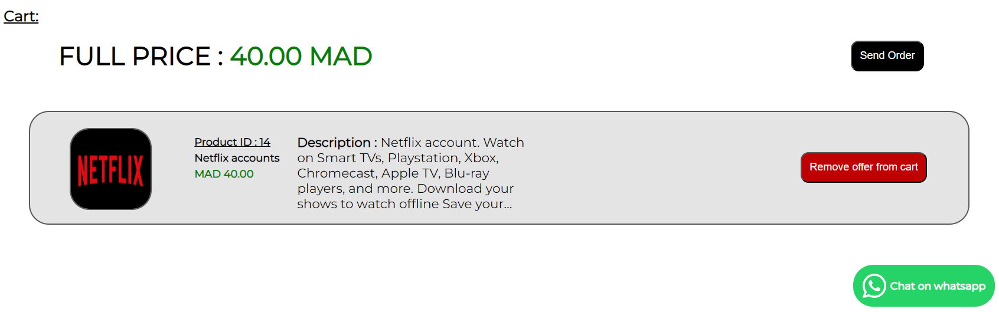 Cart:
FULL PRICE : 40.00 MAD
Send Order
NETFLIX
Product ID : 14
Netflix accounts
MAD 40.00
Description : Netflix account. Watch
on Smart TVs, Playstation, Xbox,
Chromecast, Apple TV, Blu-ray
players, and more. Download your
shows to watch offline Save your...
Remove offer from cart
Chat on whatsapp